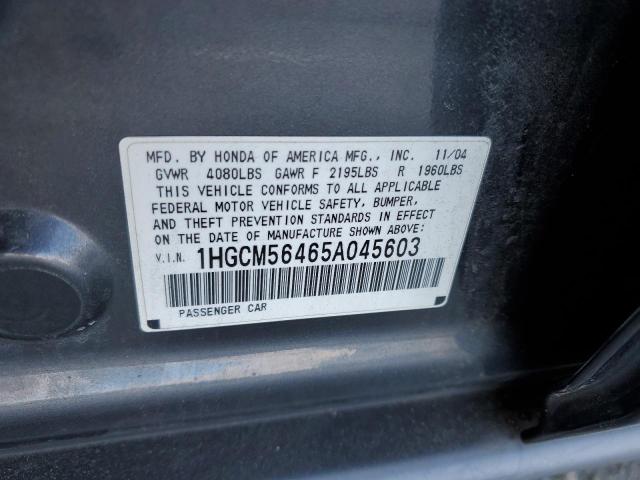 MFD. BY HONDA OF AMERICA MFG., INC. 11/04
GVWR 4080LBS GAWR F 2195LBS R 1960LBS
THIS VEHICLE CONFORMS TO ALL APPLICABLE
FEDERAL MOTOR VEHICLE SAFETY, BUMPER,
AND THEFT PREVENTION STANDARDS IN EFFECT
ON THE DATE OF MANUFACTURE SHOWN ABOVE:
V.I.N. 1HGCM56465A045603
PASSENGER CAR